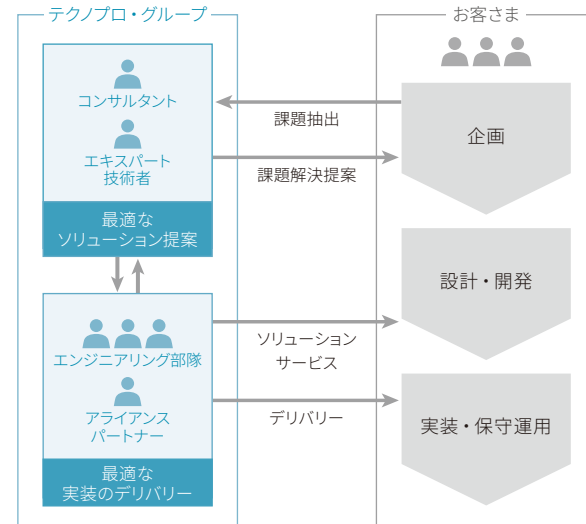 テクノプロ・グループ
お客さま
コンサルタント
エキスパート
技術者
最適な
ソリューション提案
課題抽出
課題解決提案
企画
エンジニアリング部隊
アライアンス
パートナー
最適な
実装のデリバリー
ソリューション
サービス
デリバリー
設計・開発
実装・保守運用